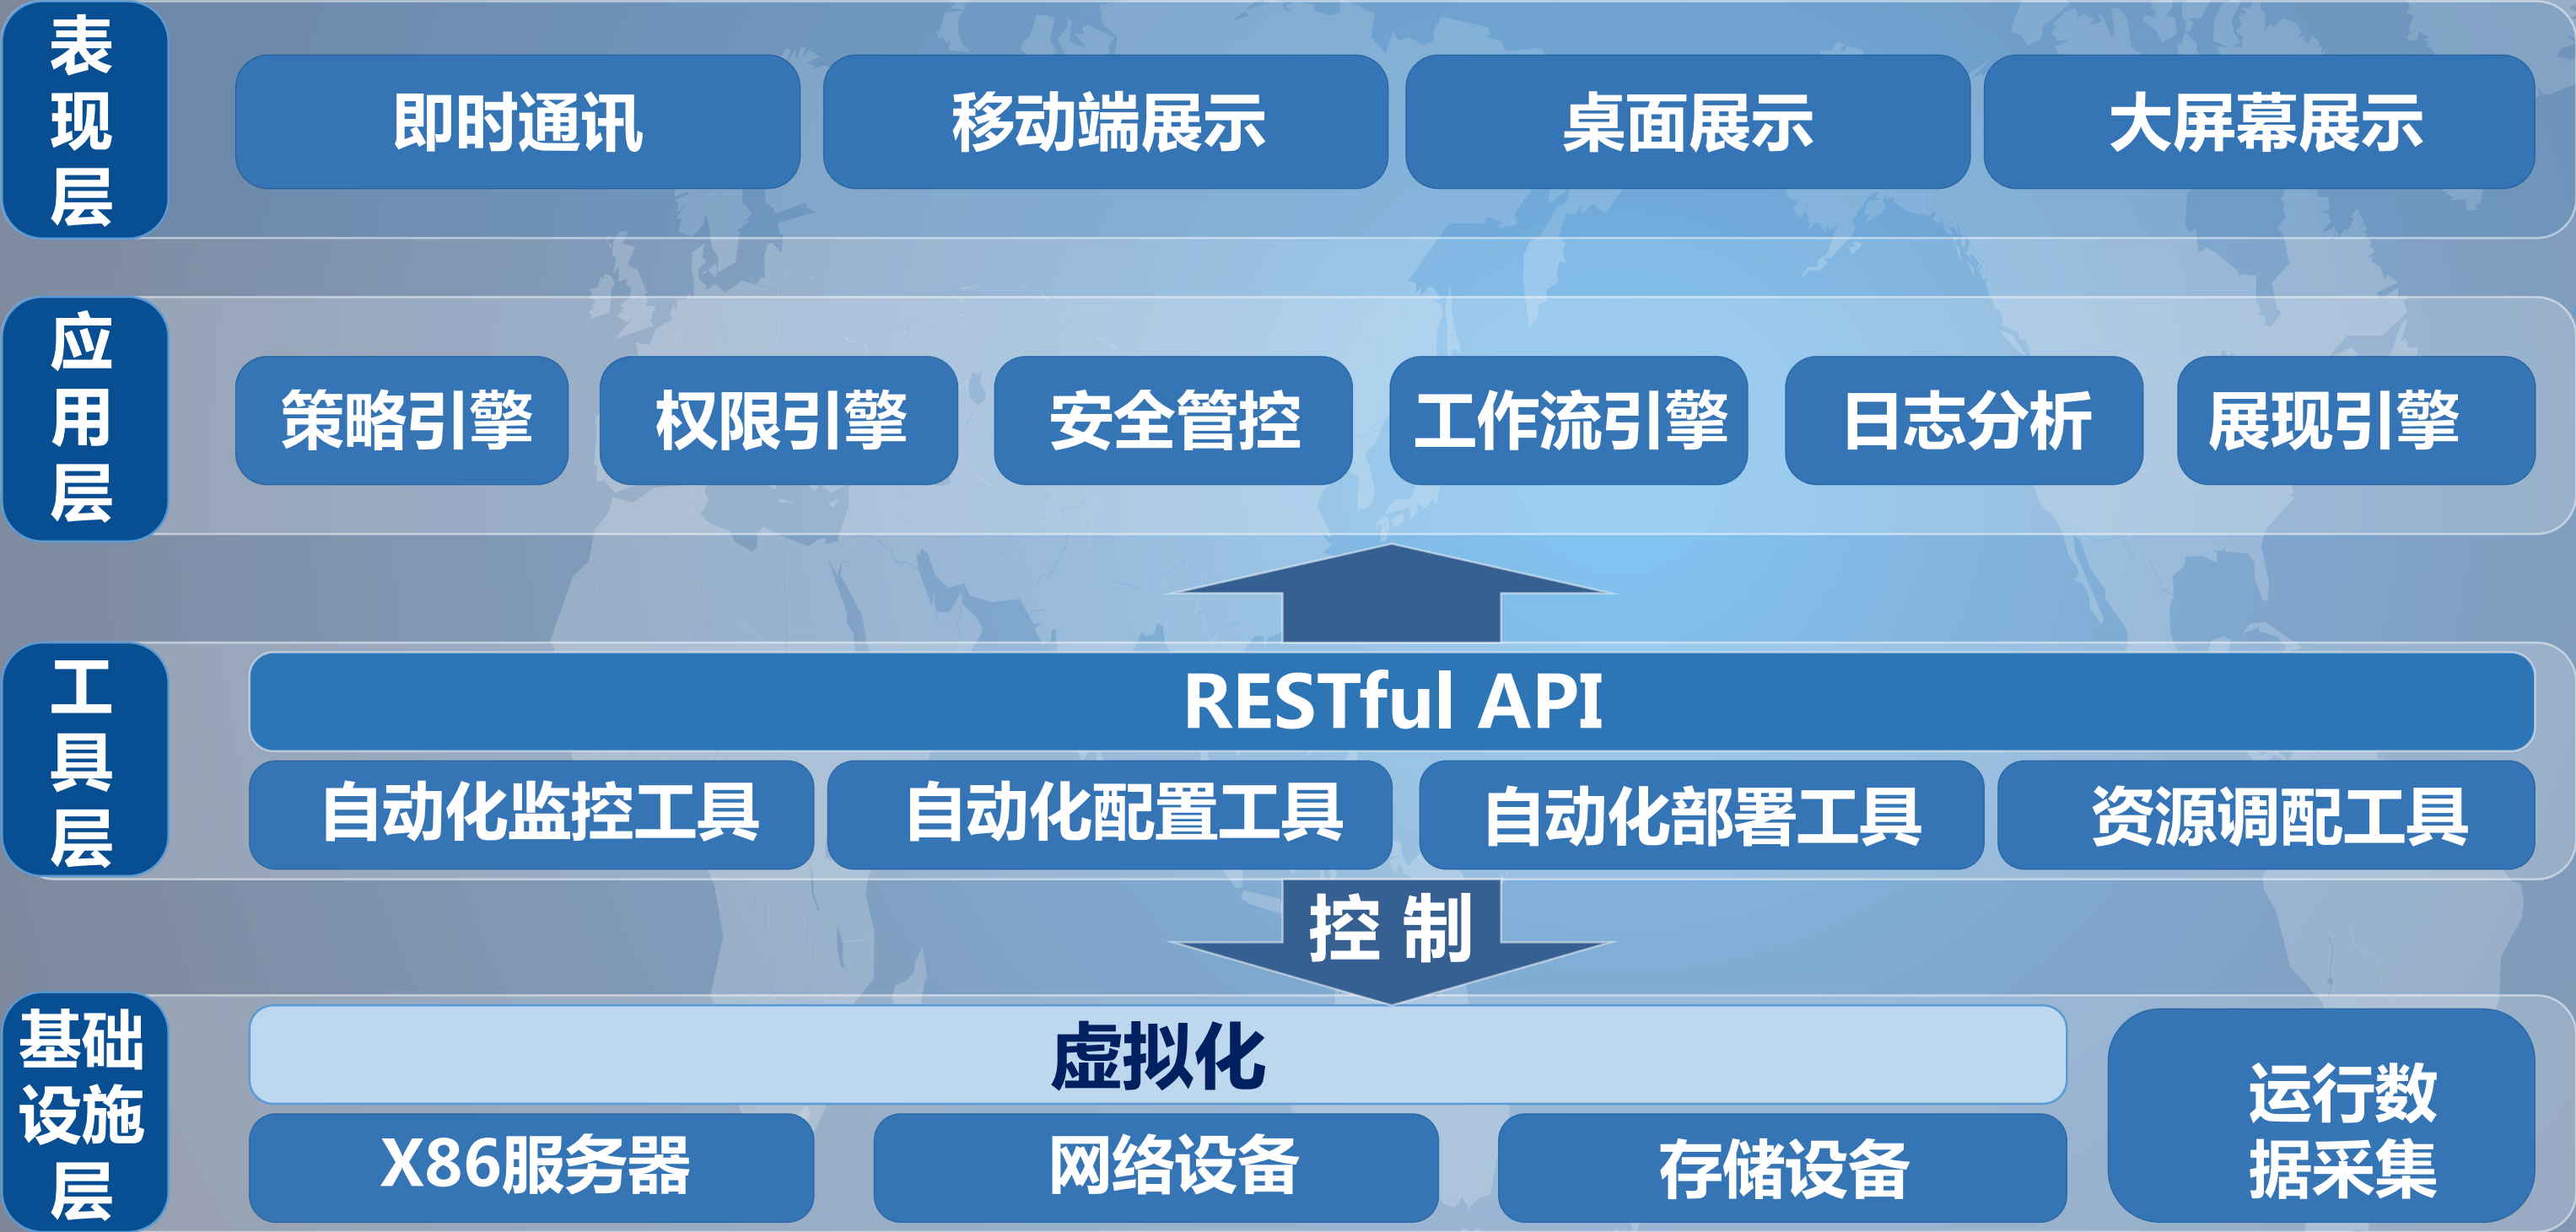 表
现
层
即时通讯
移动端展示
桌面展示
大屏幕展示
应
用
层
策略引擎
权限引擎
安全管控
工作流引擎
日志分析
展现引擎
工
具
层
RESTful API
自动化监控工具
自动化配置工具
自动化部署工具
资源调配工具
控 制
基础
设施
层
虚拟化
X86服务器
网络设备
存储设备
运行数
据采集